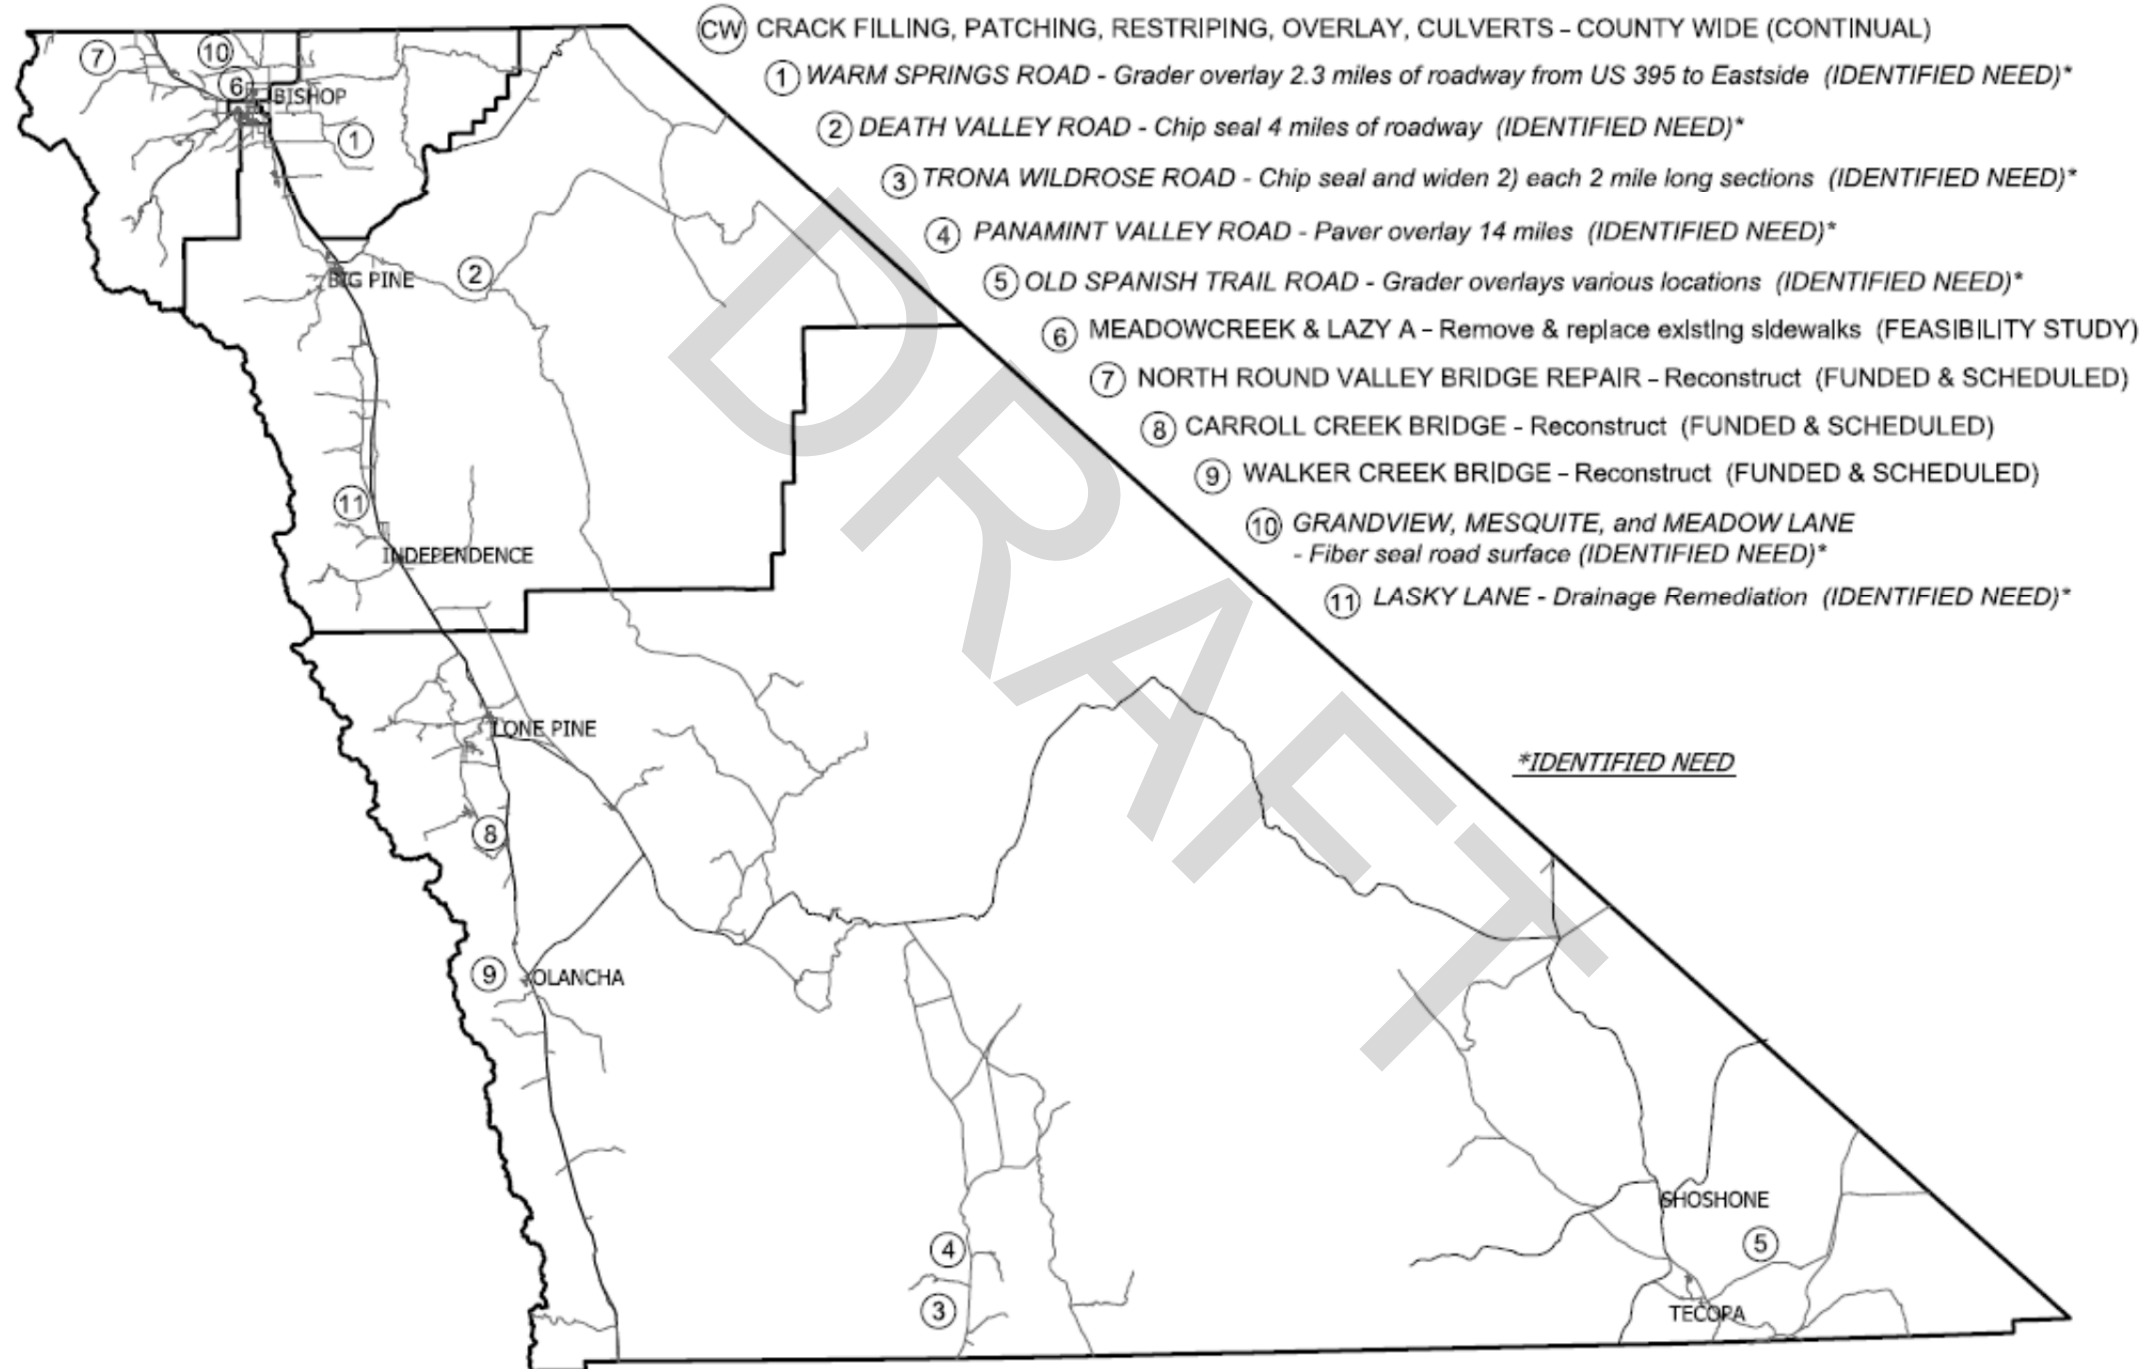 CW CRACK FILLING, PATCHING, RESTRIPING, OVERLAY, CULVERTS - COUNTY WIDE (CONTINUAL)
1 WARM SPRINGS ROAD - Grader overlay 2.3 miles of roadway from US 395 to Eastside (IDENTIFIED NEED)*
2 DEATH VALLEY ROAD - Chip seal 4 miles of roadway (IDENTIFIED NEED)*
3 TRONA WILDROSE ROAD - Chip seal and widen 2) each 2 mile long sections (IDENTIFIED NEED)*
4 PANAMINT VALLEY ROAD - Paver overlay 14 miles (IDENTIFIED NEED)*
5 OLD SPANISH TRAIL ROAD - Grader overlays various locations (IDENTIFIED NEED)*
6 MEADOWCREEK & LAZY A - Remove & replace existing sidewalks (FEASIBILITY STUDY)
7 NORTH ROUND VALLEY BRIDGE REPAIR - Reconstruct (FUNDED & SCHEDULED)
8 CARROLL CREEK BRIDGE - Reconstruct (FUNDED & SCHEDULED)
9 WALKER CREEK BRIDGE - Reconstruct (FUNDED & SCHEDULED)
10 GRANDVIEW, MESQUITE, and MEADOW LANE
- Fiber seal road surface (IDENTIFIED NEED)*
11 LASKY LANE - Drainage Remediation (IDENTIFIED NEED)*
*IDENTIFIED NEED
DRAFT
7
10
6
BISHOP
1
2
BIG PINE
11
INDEPENDENCE
LONE PINE
8
9
OLANCHA
4
3
SHOSHONE
5
TECOPA